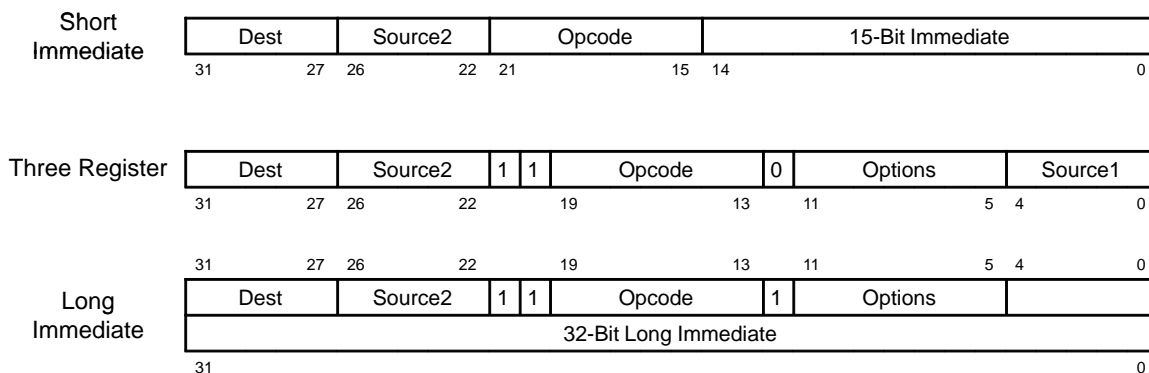 Short
Immediate
Dest Source2 Opcode 15-Bit Immediate
31 27 26 22 21 15 14 0
Three Register
Dest Source2 1 1 Opcode 0 Options Source1
31 27 26 22 19 13 11 5 4 0
31 27 26 22 19 13 11 5 4 0
Long
Immediate
Dest Source2 1 1 Opcode 1 Options
32-Bit Long Immediate
31 0